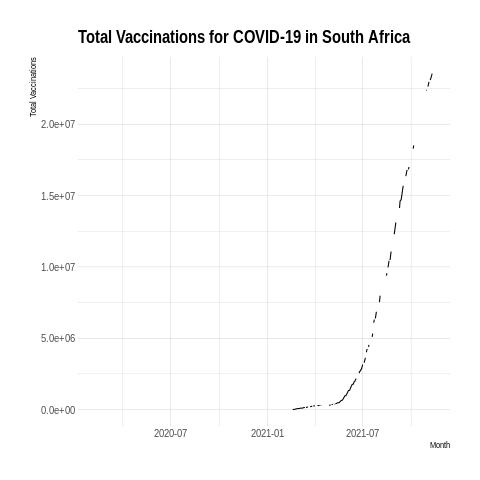 Total Vaccinations for COVID-19 in South Africa
Total Vaccinations
2.0e+07
1.5e+07
1.0e+07
5.0e+06
0.0e+00
2020-07 2021-01 2021-07
Month